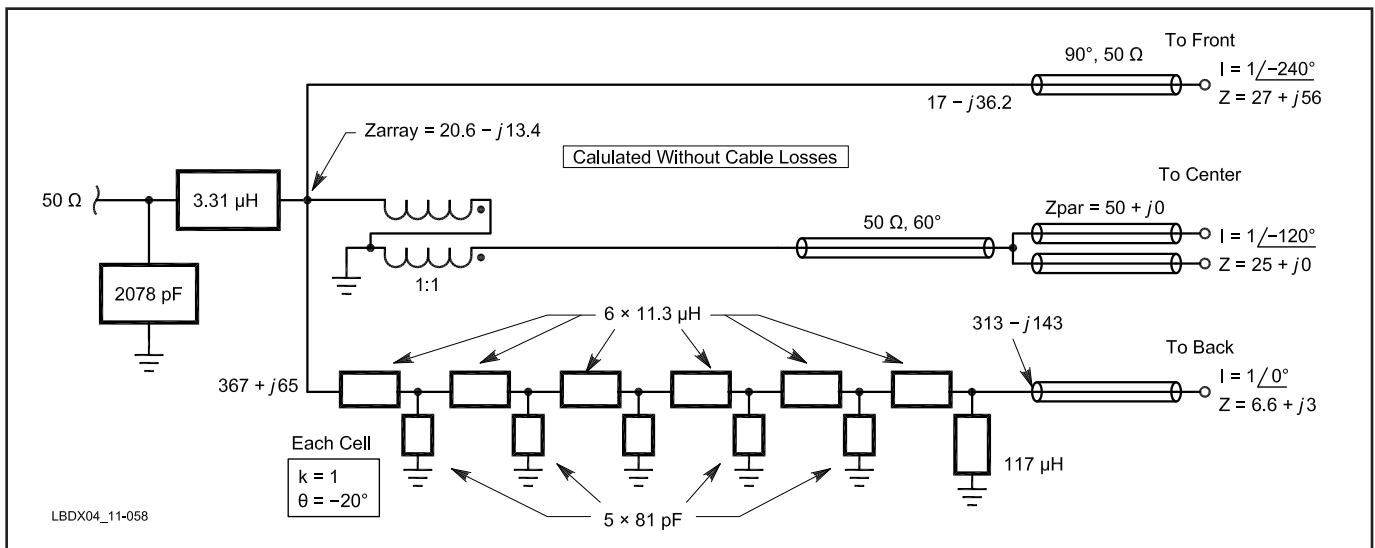 90°, 50 Ω
To Front
I = 1/−240°
Z = 27 + j56
17 − j36.2
Zarray = 20.6 − j13.4
Calulated Without Cable Losses
50 Ω
3.31 µH
2078 pF
1:1
50 Ω, 60°
To Center
Zpar = 50 + j0
I = 1/−120°
Z = 25 + j0
6 × 11.3 µH
313 − j143
To Back
I = 1/0°
Z = 6.6 + j3
367 + j65
117 µH
Each Cell
k = 1
θ = −20°
5 × 81 pF
LBDX04_11-058